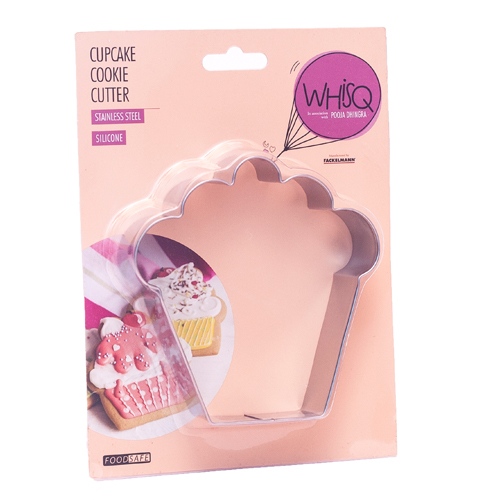 CUPCAKE
COOKIE
CUTTER
STAINLESS STEEL
SILICONE
WHiSQ
POOJA DHINGRA
FACKELMANN
FOODSAFE